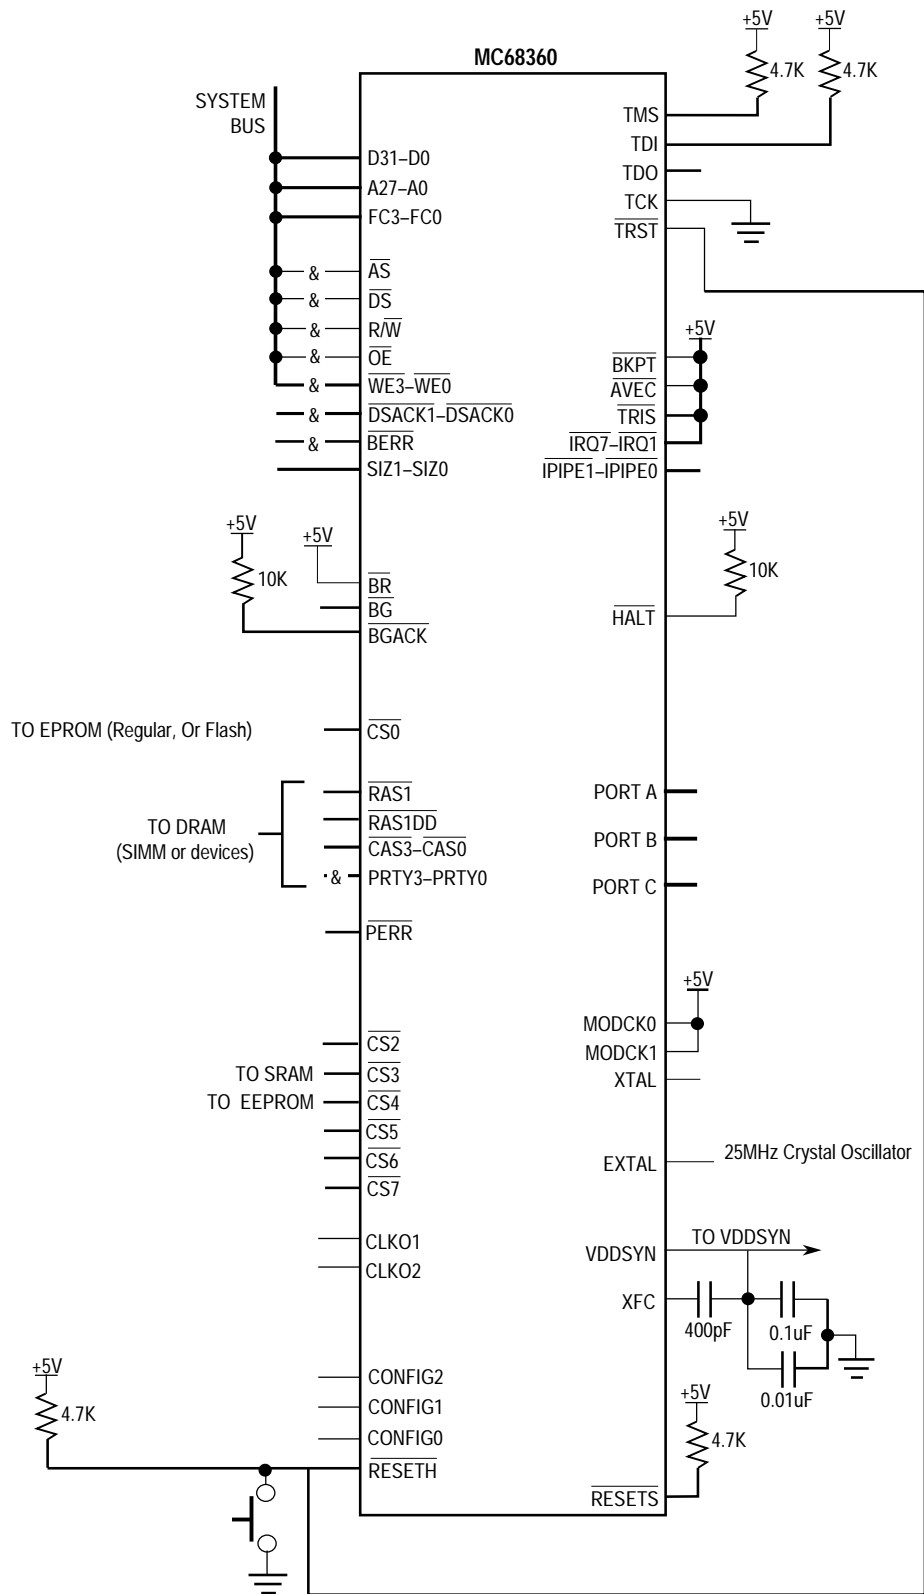 MC68360
+5V
+5V
4.7K
4.7K
SYSTEM
BUS
TMS
TDI
TDO
TCK
TRST
D31–D0
A27–A0
FC3–FC0
& AS
& DS
& R/W
& OE
& WE3–WE0
& DSACK1–DSACK0
& BERR
SIZ1–SIZ0
+5V
BKPT
AVEC
TRIS
IRQ7–IRQ1
IPIPE1–IPIPE0
+5V
10K
+5V
BR
BG
BGACK
+5V
10K
HALT
TO EPROM (Regular, Or Flash)
CS0
TO DRAM
(SIMM or devices)
RAS1
RAS1DD
CAS3–CAS0
& PRTY3–PRTY0
PERR
PORT A
PORT B
PORT C
+5V
MODCK0
MODCK1
XTAL
CS2
TO SRAM CS3
TO EEPROM CS4
CS5
CS6
CS7
EXTAL
25MHz Crystal Oscillator
CLKO1
CLKO2
VDDSYN
TO VDDSYN
XFC
400pF
0.1uF
0.01uF
+5V
4.7K
CONFIG2
CONFIG1
CONFIG0
RESETH
+5V
4.7K
RESETS